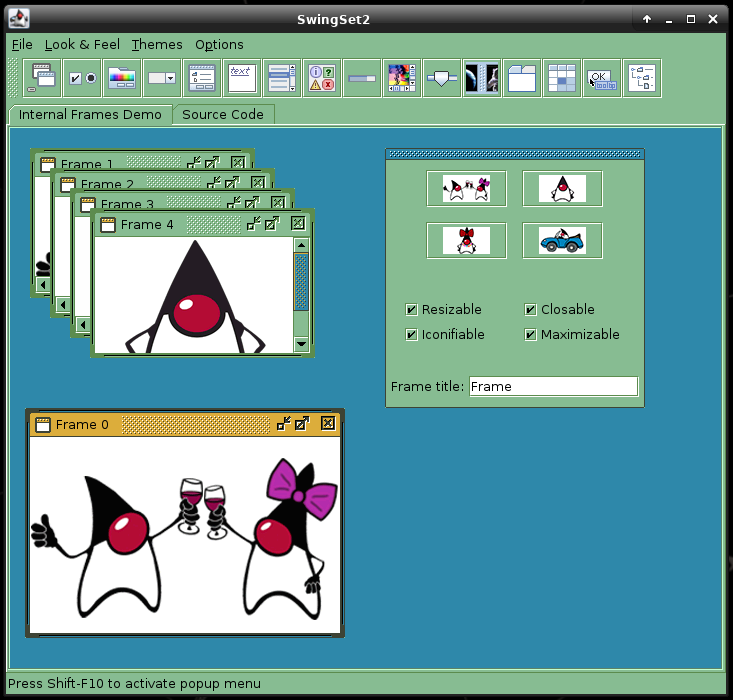 SwingSet2
File Look & Feel Themes Options
text
OK
Internal Frames Demo Source Code
Frame 1
Frame 2
Frame 3
Frame 4
Resizable Closable
Iconifiable Maximizable
Frame title: Frame
Frame 0
Press Shift-F10 to activate popup menu